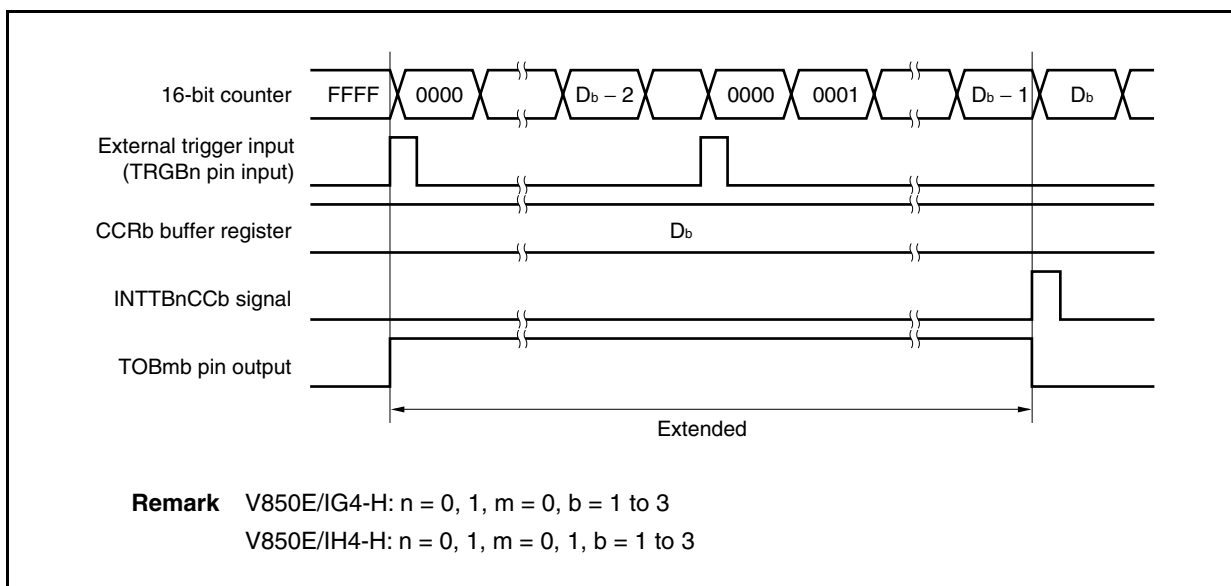 16-bit counter FFFF 0000 Db − 2 0000 0001 Db − 1 Db
External trigger input
(TRGBn pin input)
CCRb buffer register Db
INTTBnCCb signal
TOBmb pin output
Extended
Remark V850E/IG4-H: n = 0, 1, m = 0, b = 1 to 3
V850E/IH4-H: n = 0, 1, m = 0, 1, b = 1 to 3